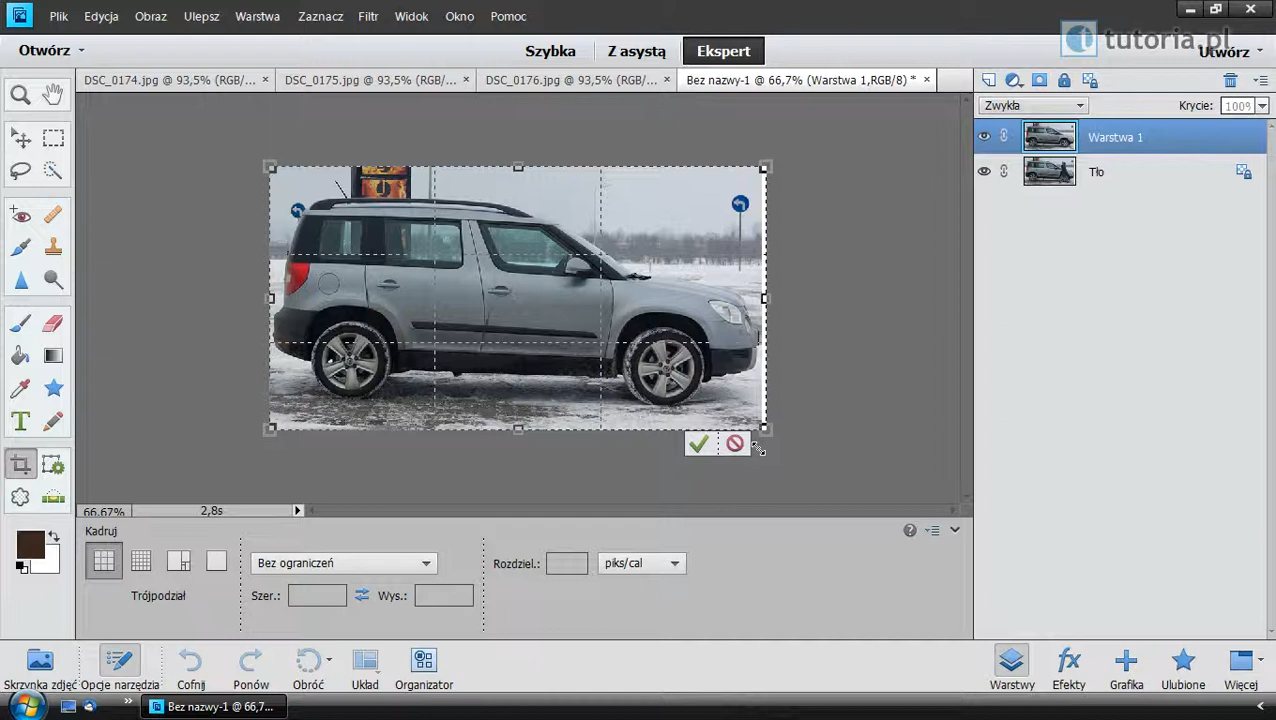 Plik Edycja Obraz Ulepsz Warstwa Zaznacz Filtr Widok Okno Pomoc
tutoria.pl
Otwórz Szybka Z asystą Ekspert Utwórz
DSC_0174.jpg @ 93,5% (RGB/... × DSC_0175.jpg @ 93,5% (RGB/... × DSC_0176.jpg @ 93,5% (RGB/... × Bez nazwy-1 @ 66,7% (Warstwa 1,RGB/8) * ×
Zwykła Krycie: 100%
Warstwa 1
Tło
66,67% 2,8s
Kadruj
Bez ograniczeń Rozdziel.: piks/cal
Trójpodział Szer.: Wys.:
Skrzynka zdjęć Opcje narzędzia Cofnij Ponów Obróć Układ Organizator Warstwy Efekty Grafika Ulubione Więcej
Bez nazwy-1 @ 66,7...